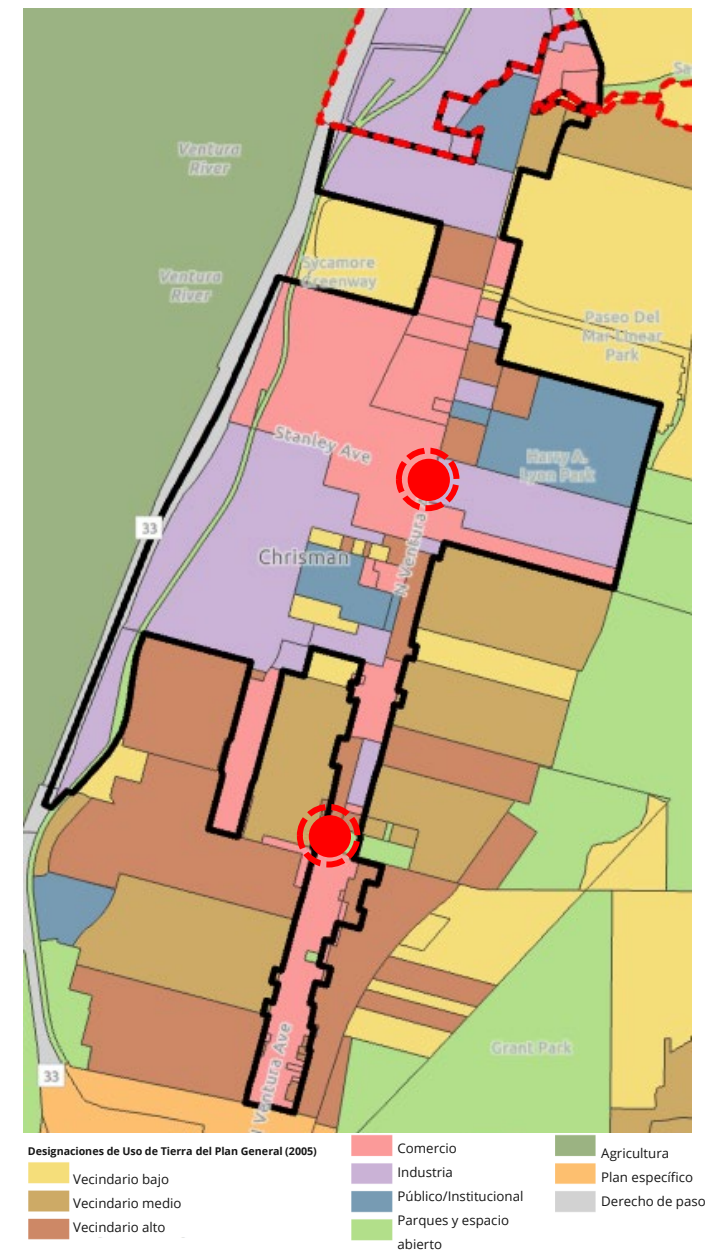 Sa
Ventura
River
Sycamore
Greenway
Ventura
River
Paseo Del
Mar Linear
Park
Stanley Ave
Harry A.
Lyon Park
33
Chrisman
N Ventura
Grant Park
33
N Ventura Ave
Designaciones de Uso de Tierra del Plan General (2005)
Vecindario bajo
Vecindario medio
Vecindario alto
Comercio
Industria
Público/Institucional
Parques y espacio
abierto
Agricultura
Plan específico
Derecho de paso